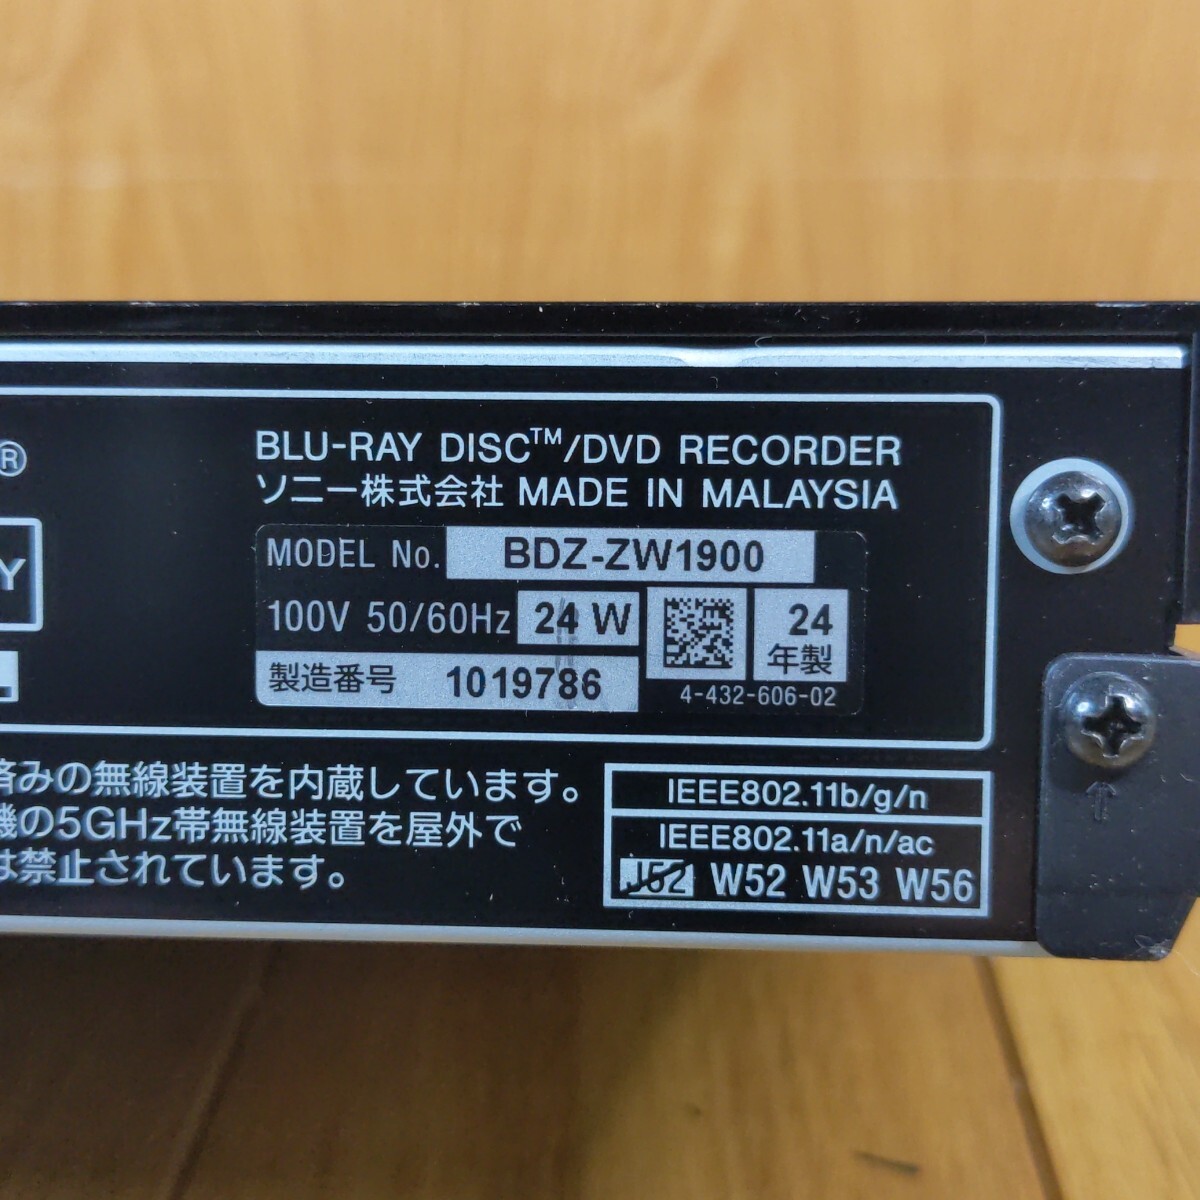 ®
Y
BLU-RAY DISC™/DVD RECORDER
ソニー株式会社 MADE IN MALAYSIA
MODEL No. BDZ-ZW1900
100V 50/60Hz 24 W
24
年製
製造番号 1019786
4-432-606-02
済みの無線装置を内蔵しています。
機の5GHz帯無線装置を屋外で
は禁止されています。
IEEE802.11b/g/n
IEEE802.11a/n/ac
J52 W52 W53 W56
↑